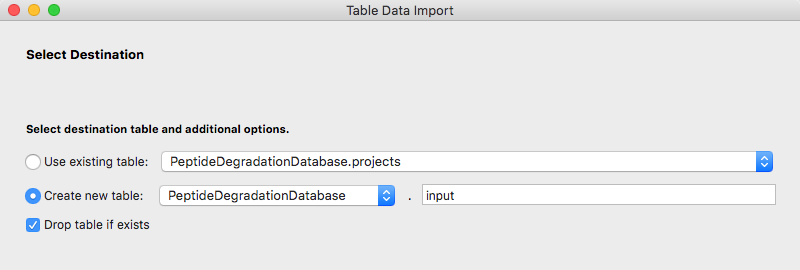 Table Data Import
Select Destination
Select destination table and additional options.
Use existing table: PeptideDegradationDatabase.projects
Create new table: PeptideDegradationDatabase . input
Drop table if exists